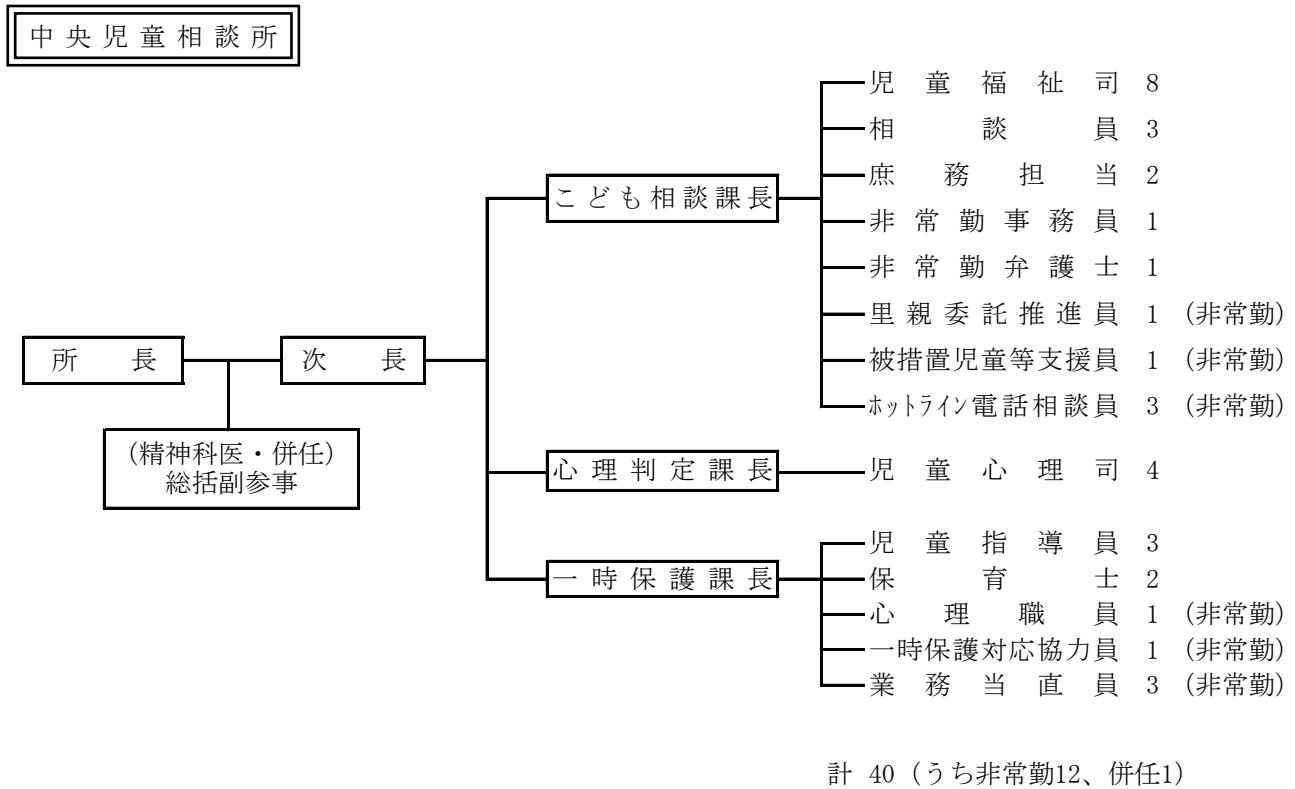 中央児童相談所
児童福祉司 8
相談員 3
庶務担当 2
こども相談課長
非常勤事務員 1
非常勤弁護士 1
里親委託推進員 1 (非常勤)
被措置児童等支援員 1 (非常勤)
ホットライン電話相談員 3 (非常勤)
所長
次長
(精神科医・併任)
総括副参事
心理判定課長
児童心理司 4
一時保護課長
児童指導員 3
保育士 2
心理職員 1 (非常勤)
一時保護対応協力員 1 (非常勤)
業務当直員 3 (非常勤)
計 40 (うち非常勤12、併任1)